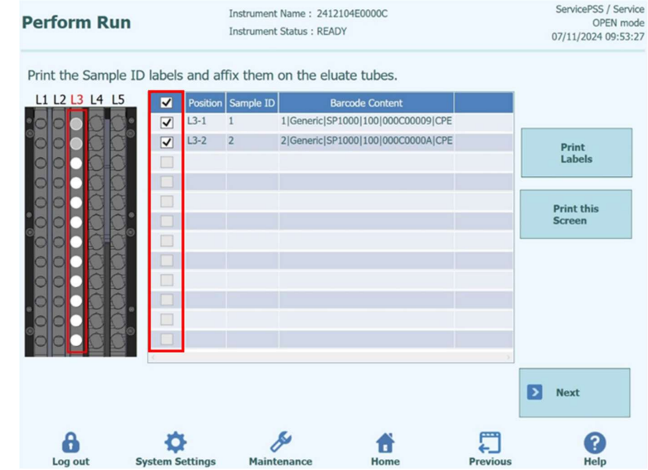 Perform Run
Instrument Name : 2412104E0000C
Instrument Status : READY
ServicePSS / Service
OPEN mode
07/11/2024 09:53:27
Print the Sample ID labels and affix them on the eluate tubes.
L1 L2 L3 L4 L5
Position Sample ID Barcode Content
L3-1 1 1|Generic|SP1000|100|000C00009|CPE
L3-2 2 2|Generic|SP1000|100|000C0000A|CPE
Print
Labels
Print this
Screen
Next
Log out System Settings Maintenance Home Previous Help